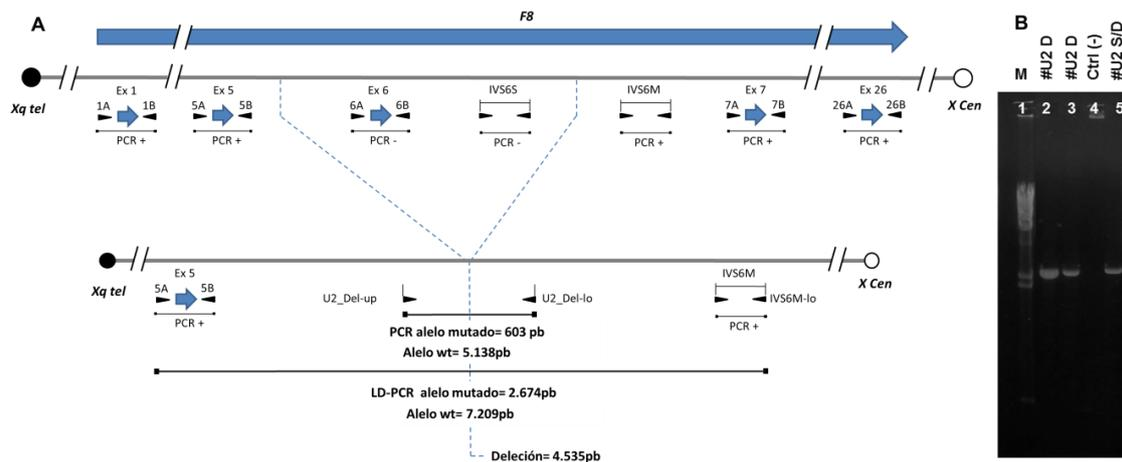 A
F8
Xq tel
X Cen
Ex 1
Ex 5
Ex 6
IVS6S
IVS6M
Ex 7
Ex 26
1A 1B
5A 5B
6A 6B
7A 7B
26A 26B
PCR +
PCR +
PCR -
PCR -
PCR +
PCR +
PCR +
Xq tel
X Cen
Ex 5
5A 5B
PCR +
U2_Del-up
U2_Del-lo
IVS6M
IVS6M-lo
PCR +
PCR alelo mutado= 603 pb
Alelo wt= 5.138pb
LD-PCR alelo mutado= 2.674pb
Alelo wt= 7.209pb
Deleción= 4.535pb
B
M
#U2 D
#U2 D
Ctrl (-)
#U2 S/D
1 2 3 4 5